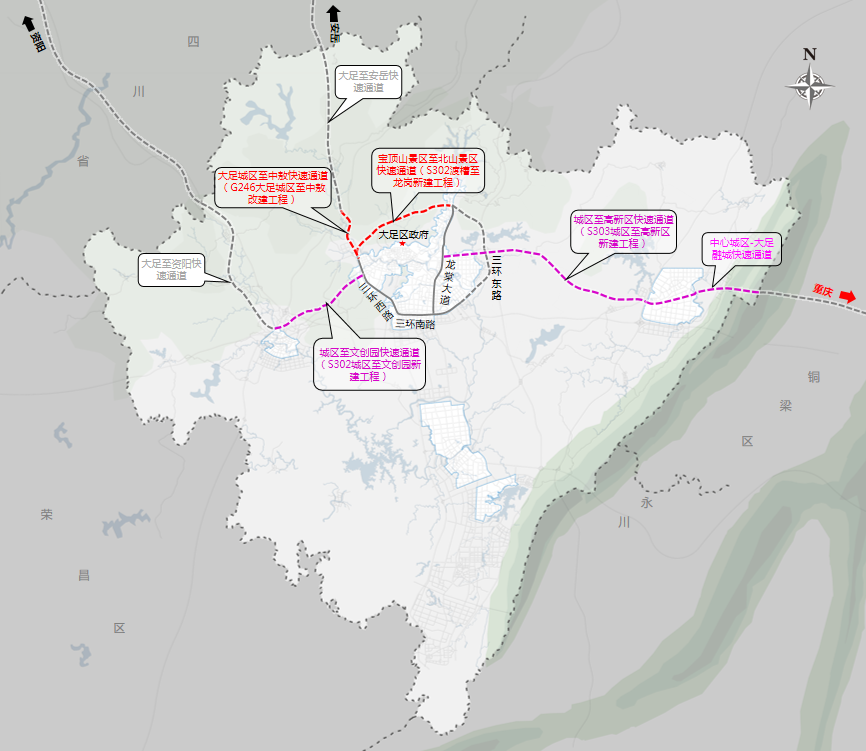 资阳
安岳
N
四
川
省
大足至安岳快
速通道
大足城区至中敖快速通道
（G246大足城区至中敖
改建工程）
宝顶山景区至北山景区
快速通道（S302渡槽至
龙岗新建工程）
大足区政府
城区至高新区快速通道
（S303城区至高新区
新建工程）
中心城区-大足
融城快速通道
大足至资阳快
速通道
龙棠大道
三环东路
三环西路
三环南路
重庆
城区至文创园快速通道
（S302城区至文创园新
建工程）
铜
梁
区
永
川
荣
昌
区